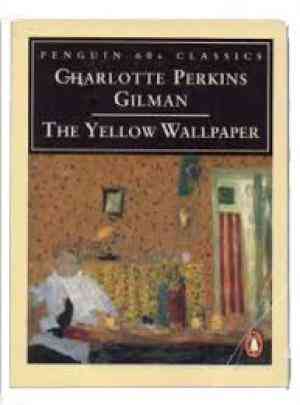 PENGUIN 60s CLASSICS
CHARLOTTE PERKINS
GILMAN
THE YELLOW WALLPAPER